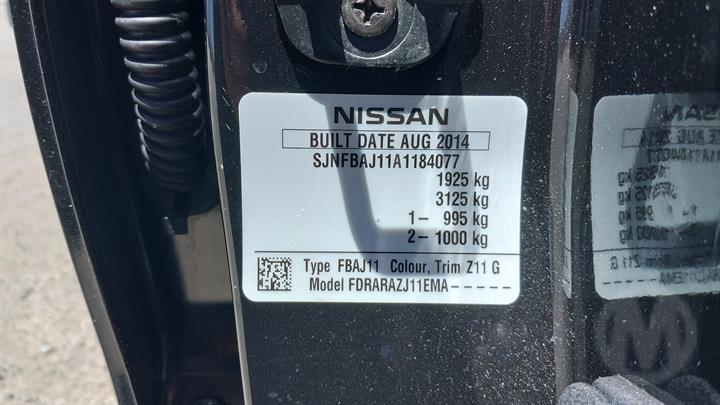 NISSAN
BUILT DATE AUG 2014
SJNFBAJ11A1184077
1925 kg
3125 kg
1– 995 kg
2– 1000 kg
Type FBAJ11 Colour, Trim Z11 G
Model FDRARAZJ11EMA–––––
M